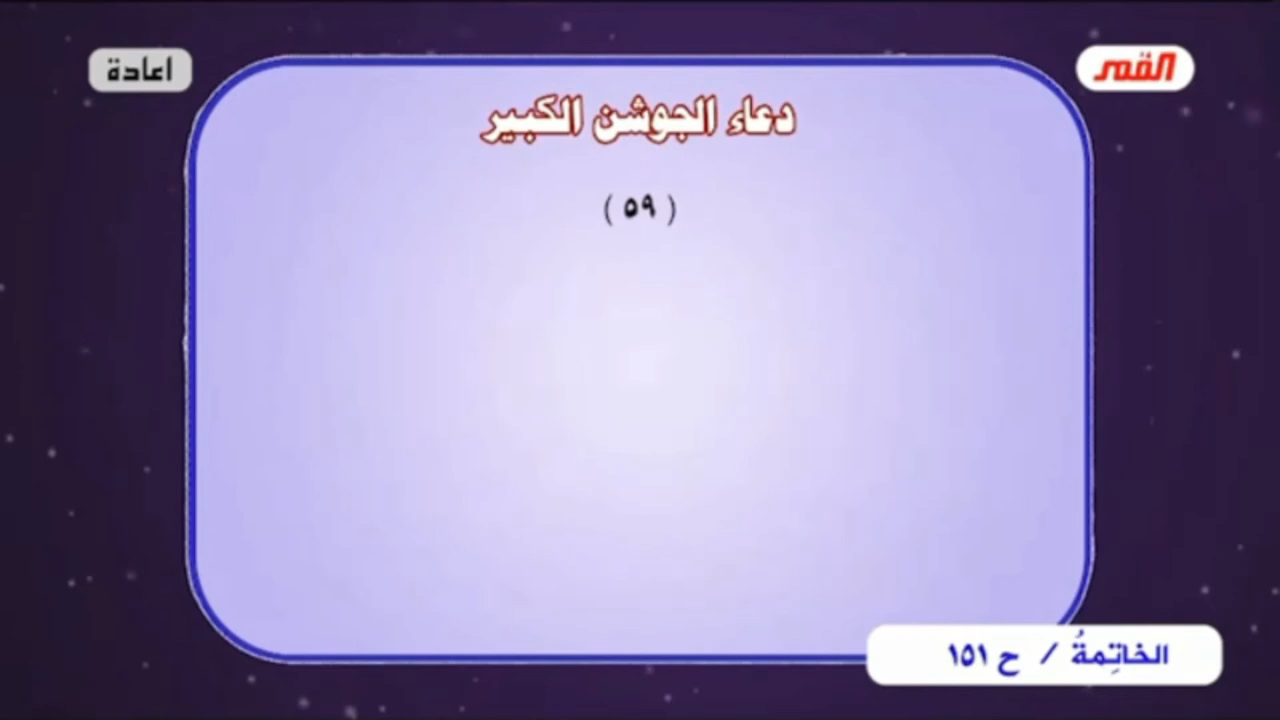 القمر
اعادة
دعاء الجوشن الكبير
( ٥٩ )
الخاتِمةُ / ح ١٥١